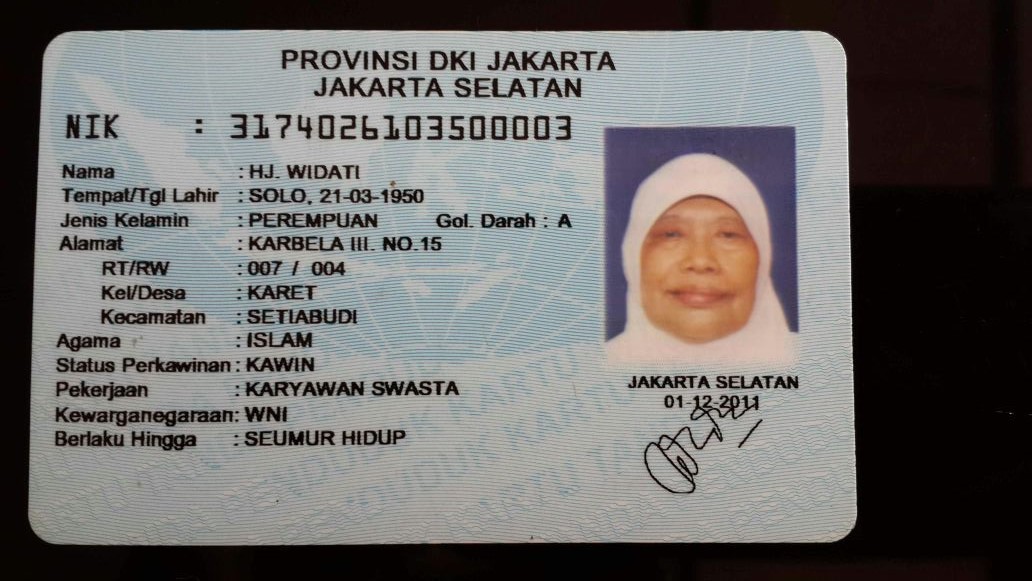 PROVINSI DKI JAKARTA
JAKARTA SELATAN
NIK : 3174026103500003
Nama : HJ. WIDATI
Tempat/Tgl Lahir : SOLO, 21-03-1950
Jenis Kelamin : PEREMPUAN Gol. Darah : A
Alamat : KARBELA III. NO.15
RT/RW : 007 / 004
Kel/Desa : KARET
Kecamatan : SETIABUDI
Agama : ISLAM
Status Perkawinan : KAWIN
Pekerjaan : KARYAWAN SWASTA
Kewarganegaraan: WNI
Berlaku Hingga : SEUMUR HIDUP
JAKARTA SELATAN
01-12-2011